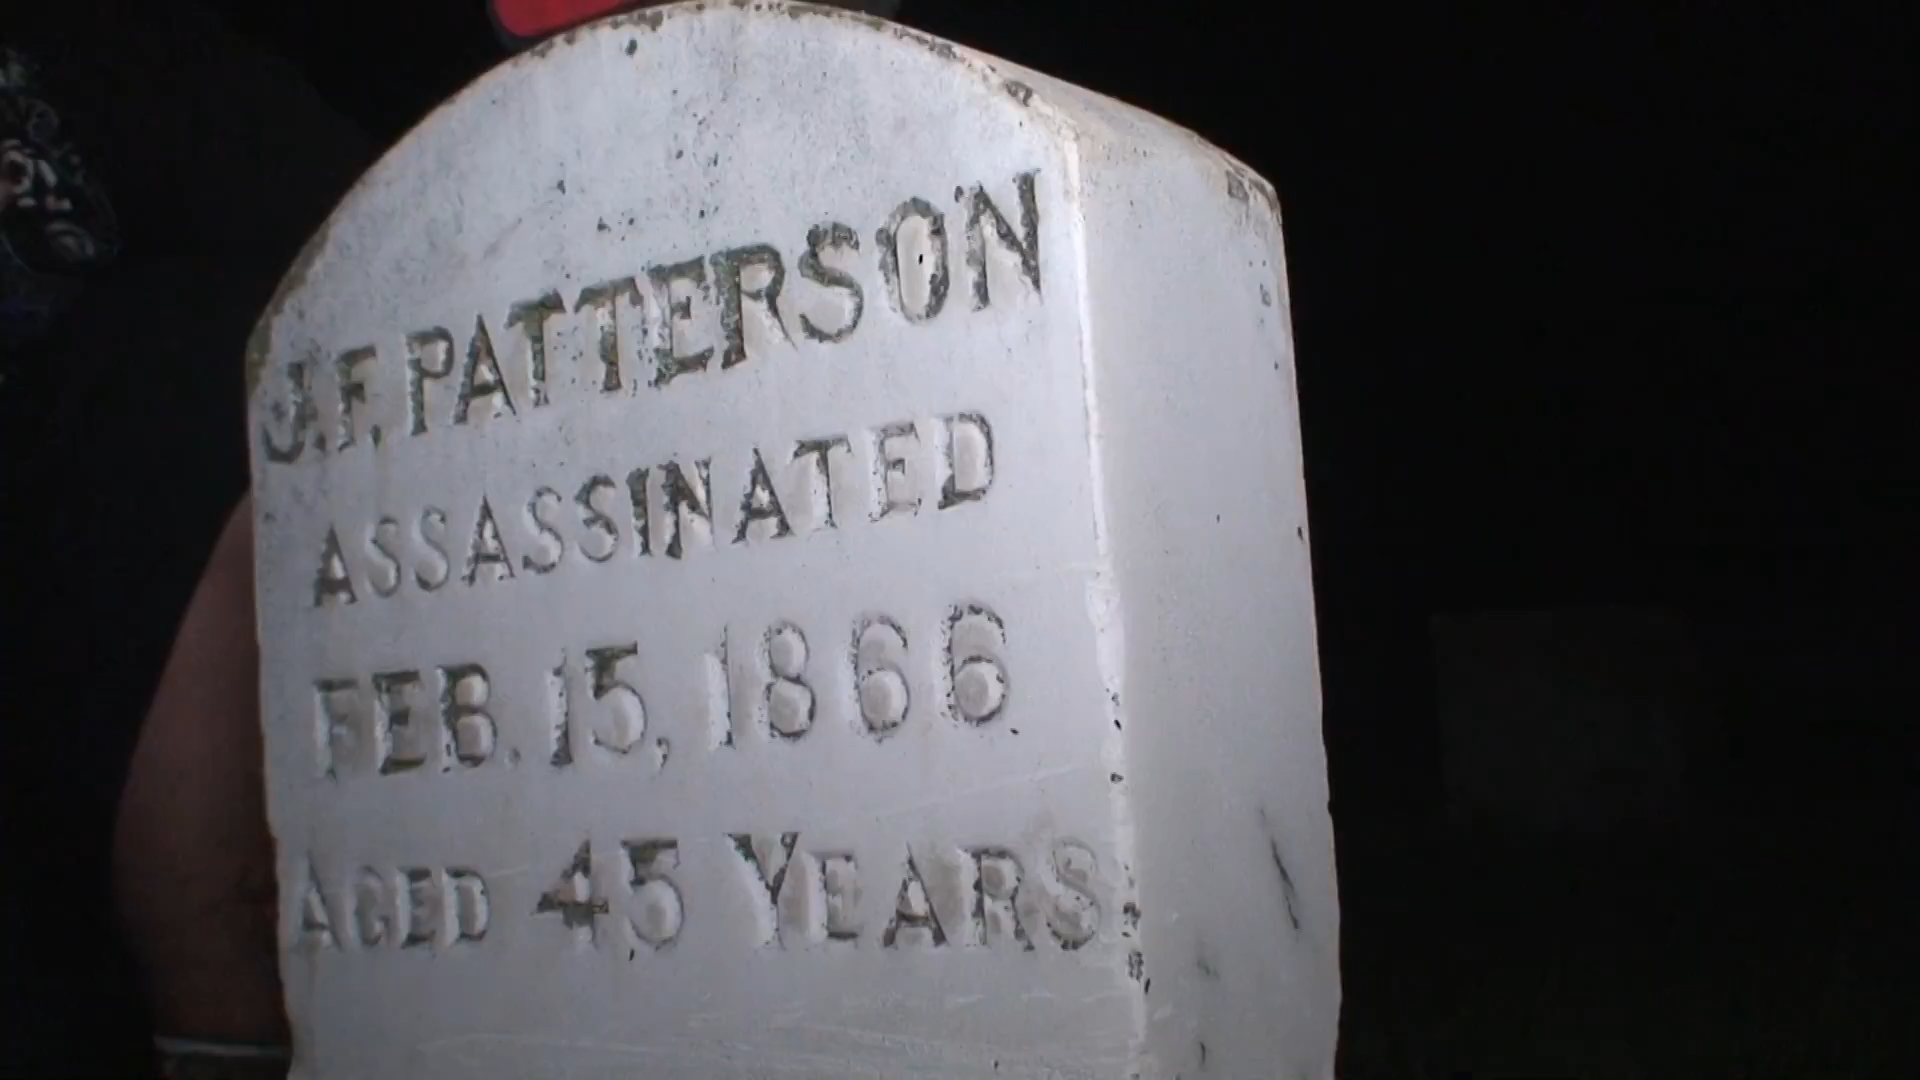 J.F. PATTERSON
ASSASSINATED
FEB. 15, 1866
AGED 45 YEARS